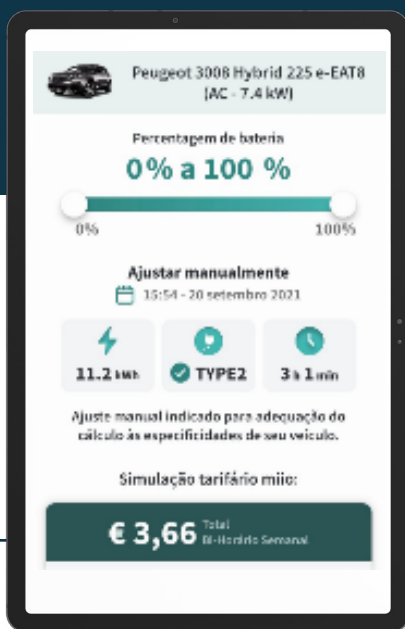 Peugeot 3008 Hybrid 225 e-EAT8
(AC - 7.4 kW)
Percentagem de bateria
0% a 100 %
0%
100%
Ajustar manualmente
15:54 - 20 setembro 2021
11.2 kWh
TYPE2
3 h 1 min
Ajuste manual indicado para adequação do
cálculo às especificidades de seu veículo.
Simulação tarifário miio:
€ 3,66 Total
Bi-Horário Semanal